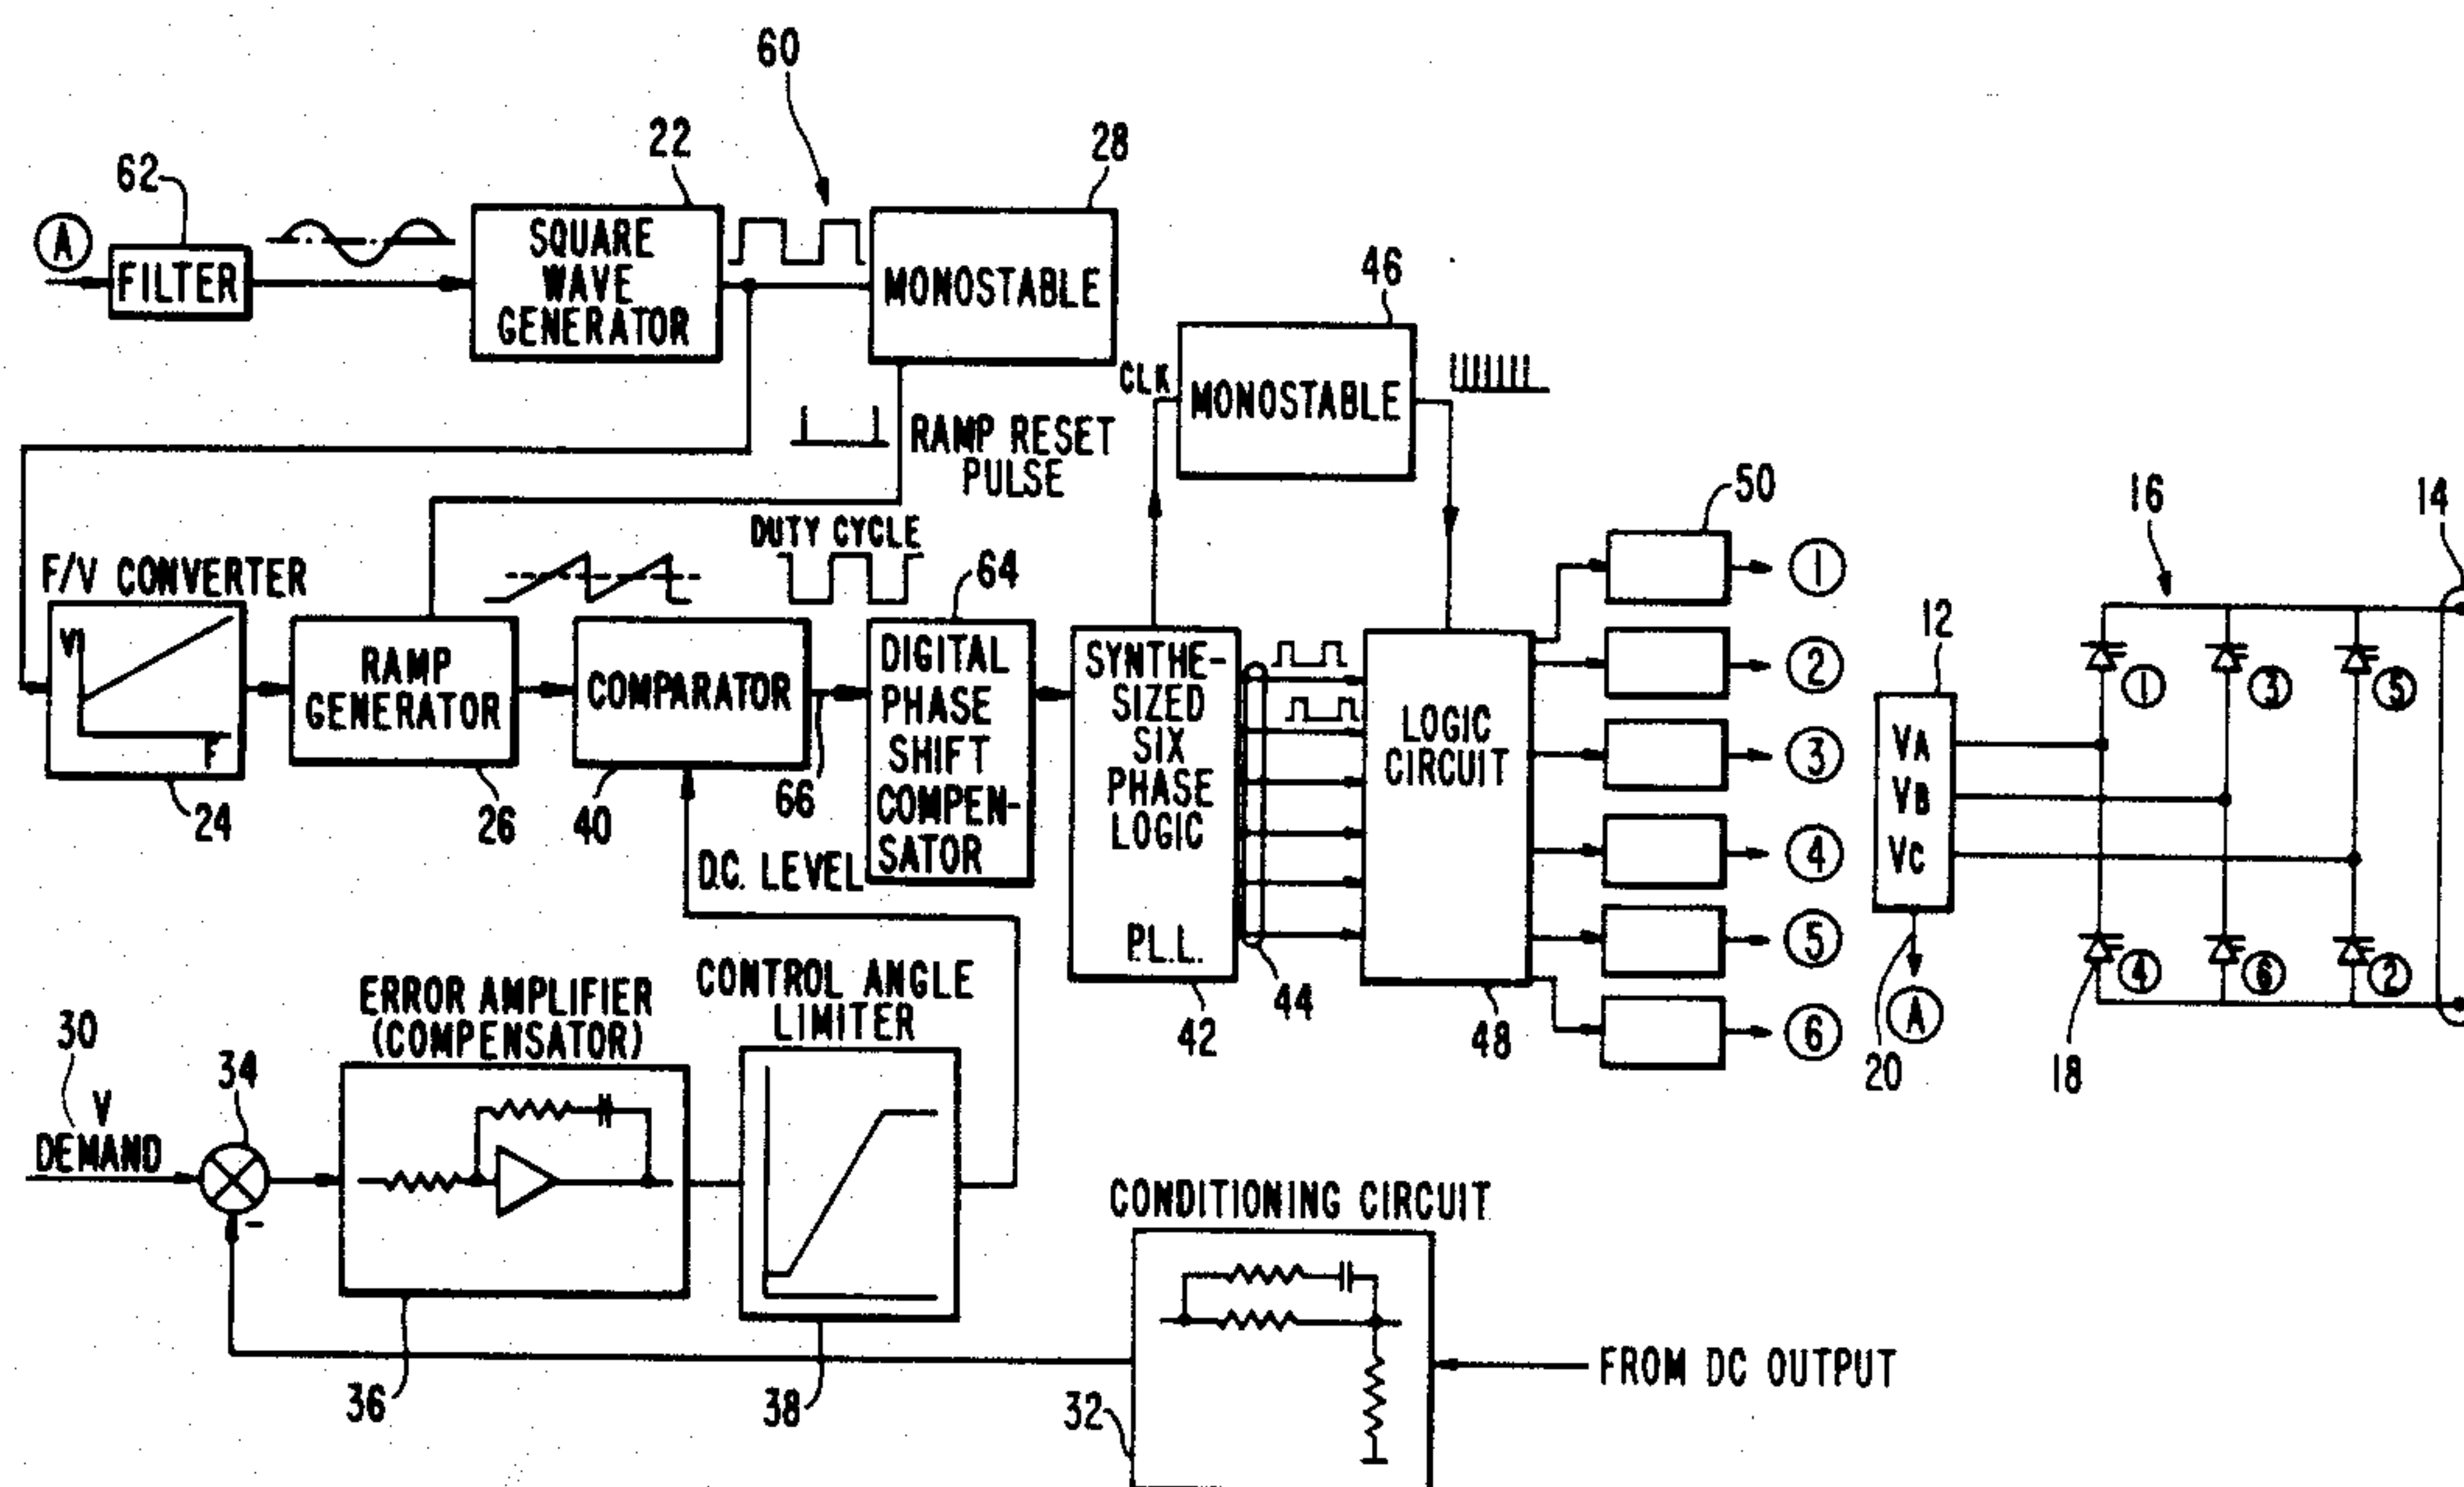 60
22
28
62
A
FILTER
SQUARE
WAVE
GENERATOR
MONOSTABLE
46
CLK
MONOSTABLE
RAMP RESET
PULSE
50
16
14
DUTY CYCLE
F/V CONVERTER
64
V
F
RAMP
GENERATOR
COMPARATOR
DIGITAL
PHASE
SHIFT
COMPEN-
SATOR
SYNTHE-
SIZED
SIX
PHASE
LOGIC
P.L.L.
LOGIC
CIRCUIT
1
2
3
4
5
6
12
VA
VB
VC
1
3
5
4
6
2
24
26
40
66
D.C. LEVEL
42
44
48
20
A
18
ERROR AMPLIFIER
(COMPENSATOR)
CONTROL ANGLE
LIMITER
30
34
V
DEMAND
-
CONDITIONING CIRCUIT
36
38
32
FROM DC OUTPUT